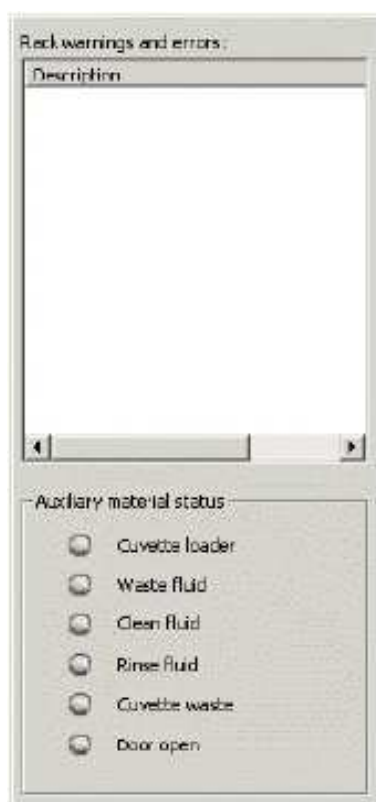 Rack warnings and errors:
Description
Auxiliary material status
Cuvette loader
Waste fluid
Clean fluid
Rinse fluid
Cuvette waste
Door open